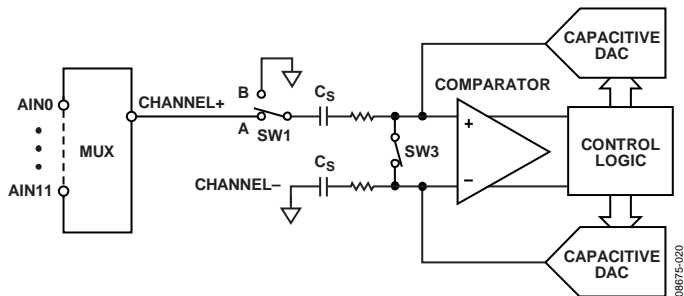 CAPACITIVE
DAC
COMPARATOR
B
CS
AIN0
CHANNEL+
A
SW1
+
MUX
SW3
CONTROL
LOGIC
AIN11
CS
CHANNEL–
–
CAPACITIVE
DAC
08675-020